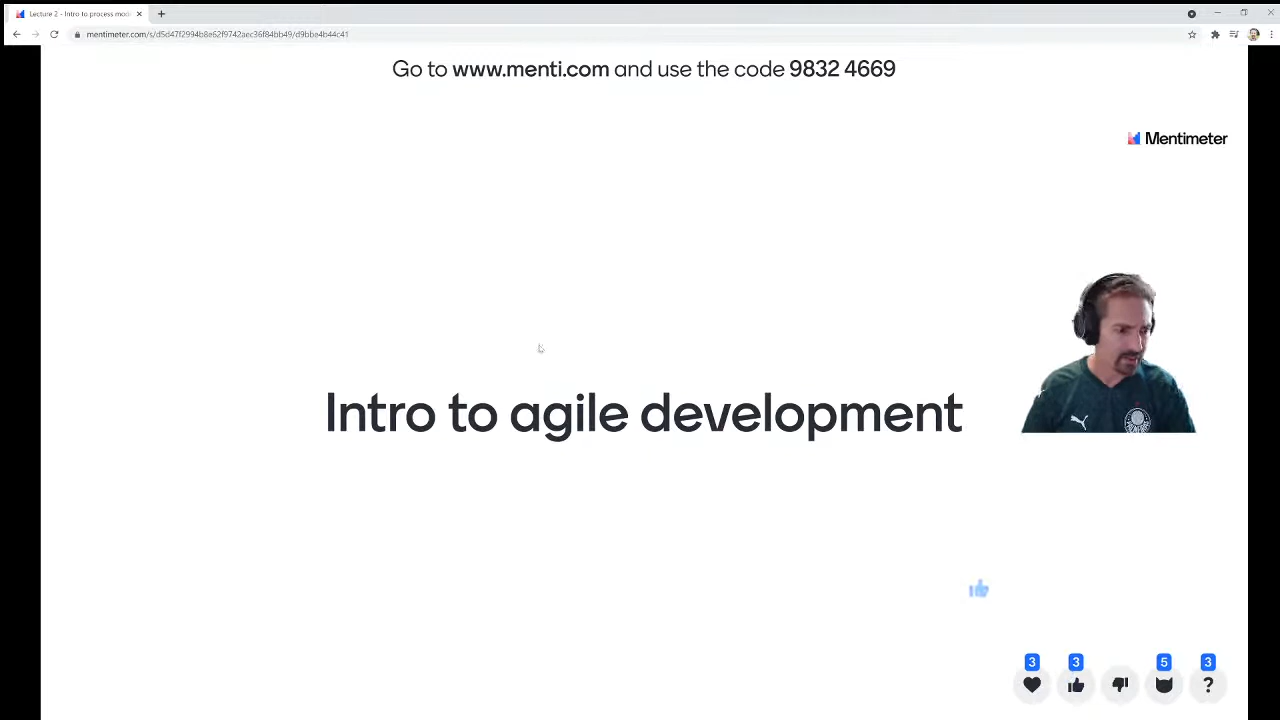 Lecture 2 - Intro to process mod
mentimeter.com/s/d5d47f2994b8e62f9742aec36f84bb49/d9bbe4b44c41
Go to www.menti.com and use the code 9832 4669
Mentimeter
Intro to agile development
3 3 5 3
?